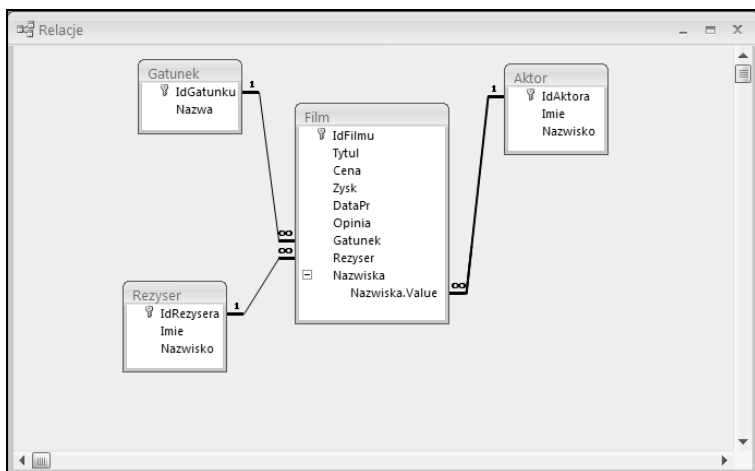 Relacje
Gatunek
IdGatunku
Nazwa
1
Film
IdFilmu
Tytul
Cena
Zysk
DataPr
Opinia
Gatunek
Rezyser
Nazwiska
Nazwiska.Value
∞
∞
∞
Aktor
IdAktora
Imie
Nazwisko
1
Rezyser
IdRezysera
Imie
Nazwisko
1